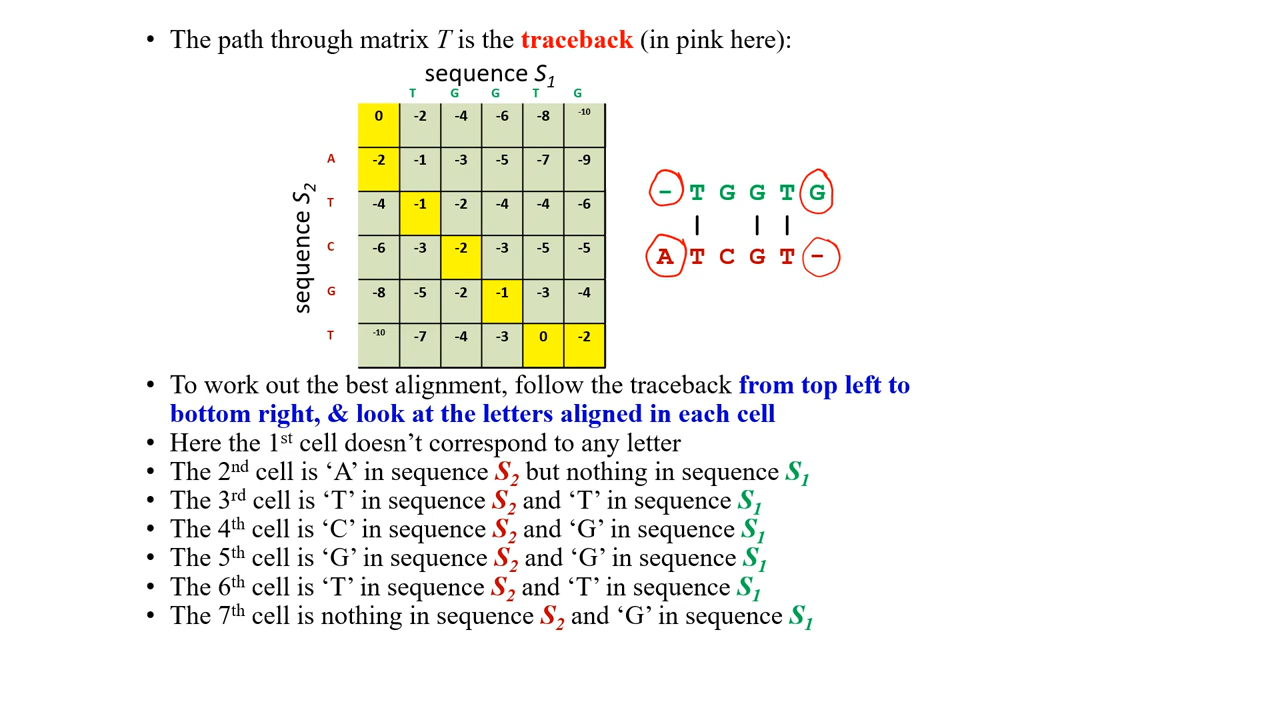 • The path through matrix T is the traceback (in pink here):
sequence S1
T G G T G
0 -2 -4 -6 -8 -10
A -2 -1 -3 -5 -7 -9
T -4 -1 -2 -4 -4 -6
C -6 -3 -2 -3 -5 -5
G -8 -5 -2 -1 -3 -4
T -10 -7 -4 -3 0 -2
sequence S2
- T G G T G
| | |
A T C G T -
• To work out the best alignment, follow the traceback from top left to
bottom right, & look at the letters aligned in each cell
• Here the 1st cell doesn’t correspond to any letter
• The 2nd cell is ‘A’ in sequence S2 but nothing in sequence S1
• The 3rd cell is ‘T’ in sequence S2 and ‘T’ in sequence S1
• The 4th cell is ‘C’ in sequence S2 and ‘G’ in sequence S1
• The 5th cell is ‘G’ in sequence S2 and ‘G’ in sequence S1
• The 6th cell is ‘T’ in sequence S2 and ‘T’ in sequence S1
• The 7th cell is nothing in sequence S2 and ‘G’ in sequence S1